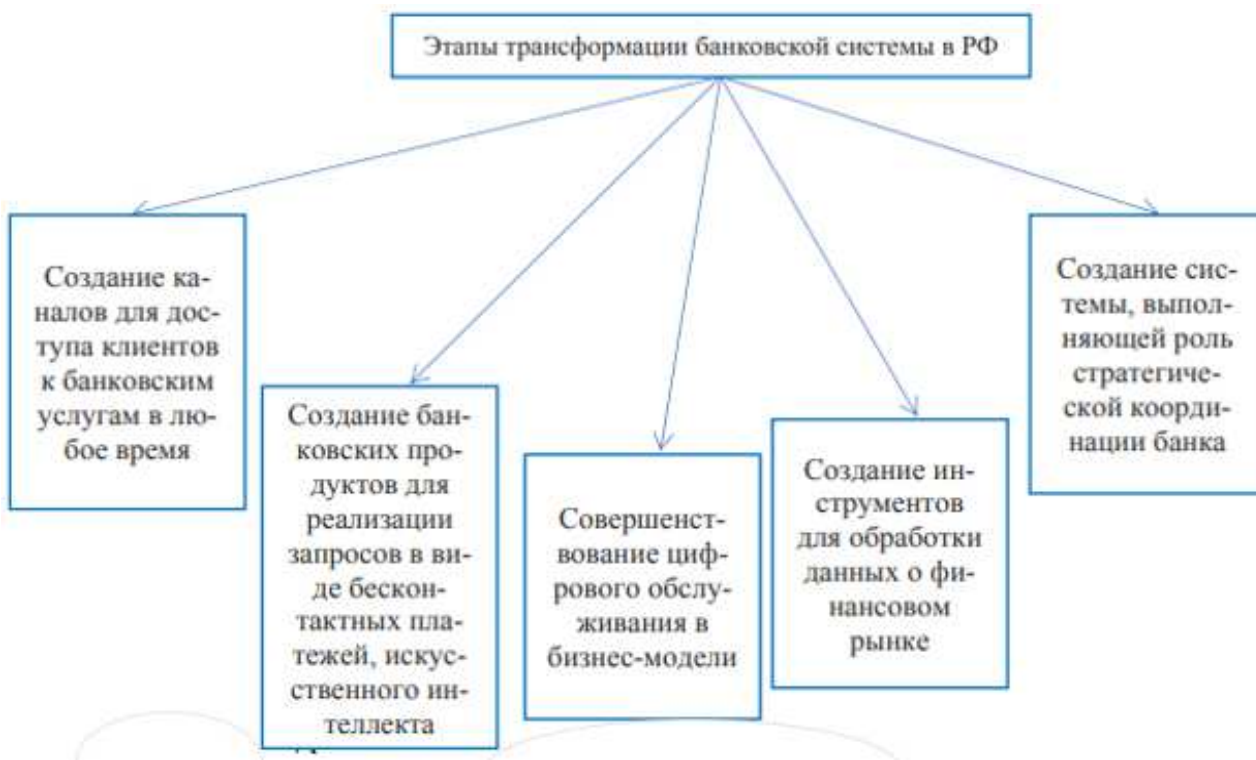 Этапы трансформации банковской системы в РФ
Создание ка-
налов для дос-
тупа клиентов
к банковским
услугам в лю-
бое время
Создание бан-
ковских про-
дуктов для
реализации
запросов в ви-
де бескон-
тактных пла-
тежей, искус-
ственного ин-
теллекта
Совершенст-
вование циф-
рового обслу-
живания в
бизнес-модели
Создание ин-
струментов
для обработки
данных о фи-
нансовом
рынке
Создание сис-
темы, выпол-
няющей роль
стратегиче-
ской коорди-
нации банка